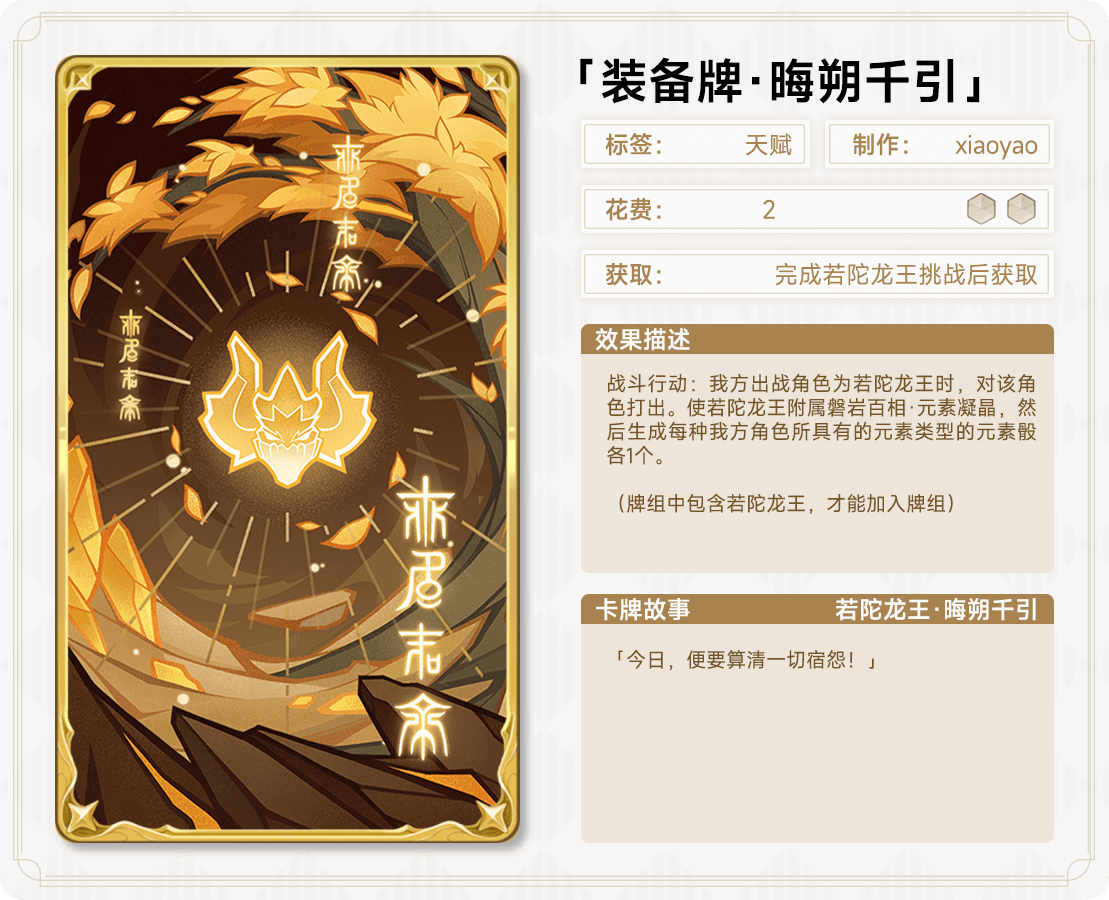 「装备牌·晦朔千引」
标签： 天赋
制作： xiaoyao
花费： 2
获取： 完成若陀龙王挑战后获取
效果描述
战斗行动：我方出战角色为若陀龙王时，对该角
色打出。使若陀龙王附属磐岩百相·元素凝晶，然
后生成每种我方角色所具有的元素类型的元素骰
各1个。
（牌组中包含若陀龙王，才能加入牌组）
卡牌故事 若陀龙王·晦朔千引
「今日，便要算清一切宿怨！」